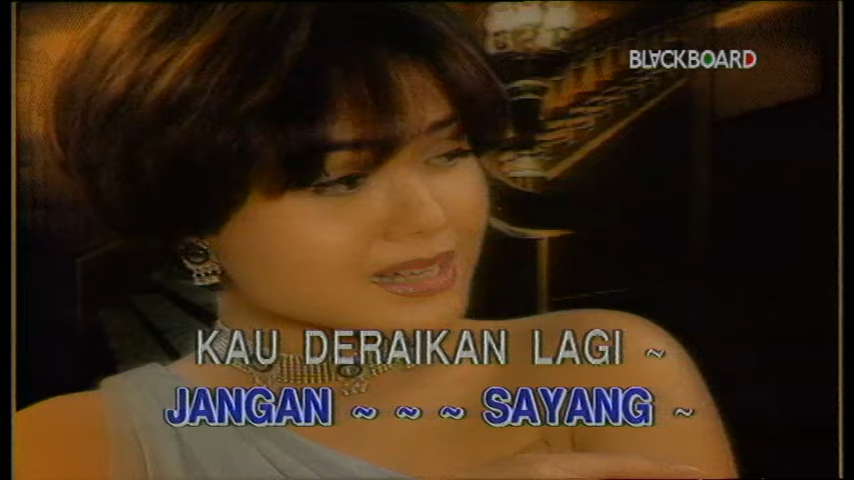 BLACKBOARD
KAU DERAIKAN LAGI ~
JANGAN ~ ~ ~ SAYANG ~